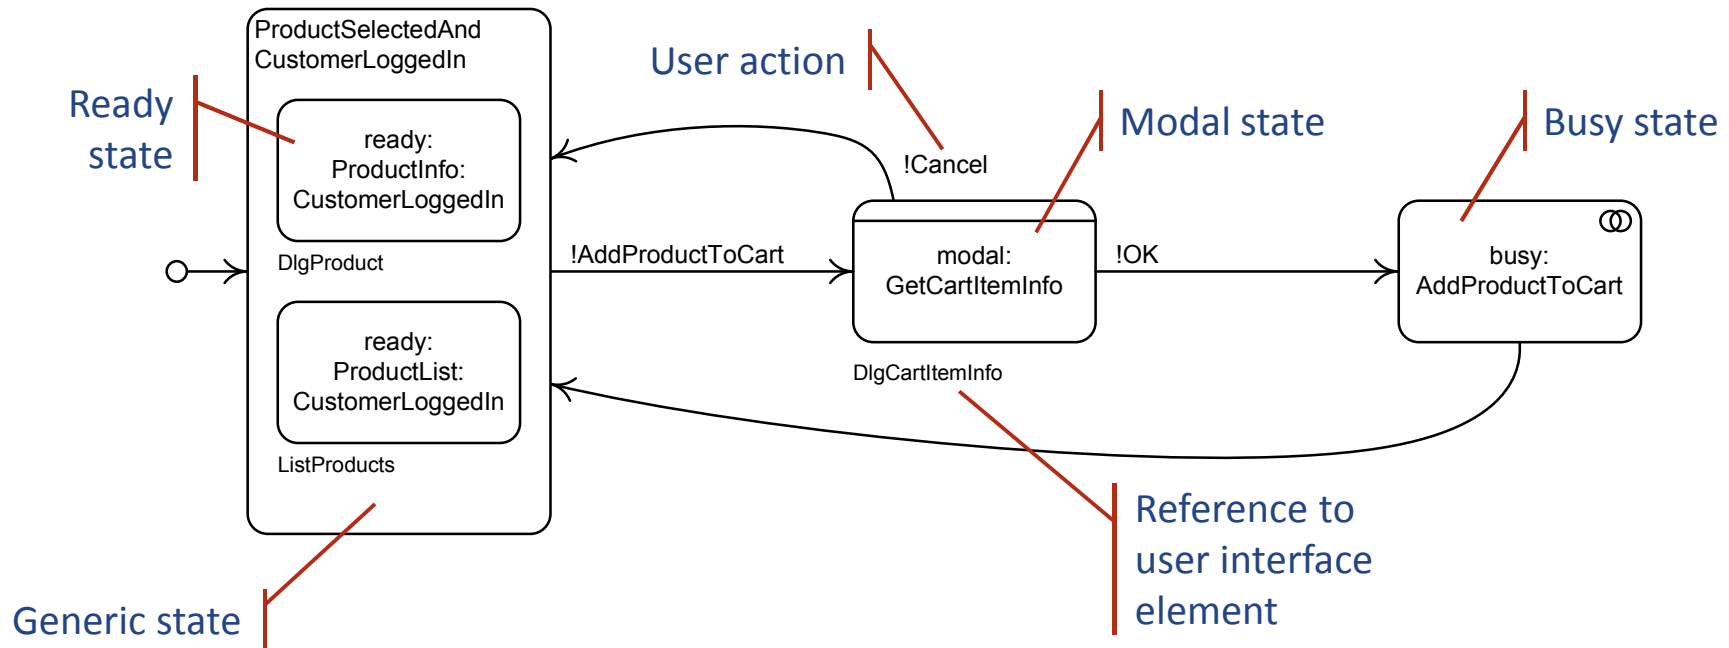 ProductSelectedAnd
CustomerLoggedIn
Ready
state
ready:
ProductInfo:
CustomerLoggedIn
DlgProduct
ready:
ProductList:
CustomerLoggedIn
ListProducts
Generic state
User action
!Cancel
!AddProductToCart
Modal state
modal:
GetCartItemInfo
DlgCartItemInfo
!OK
Busy state
busy:
AddProductToCart
Reference to
user interface
element